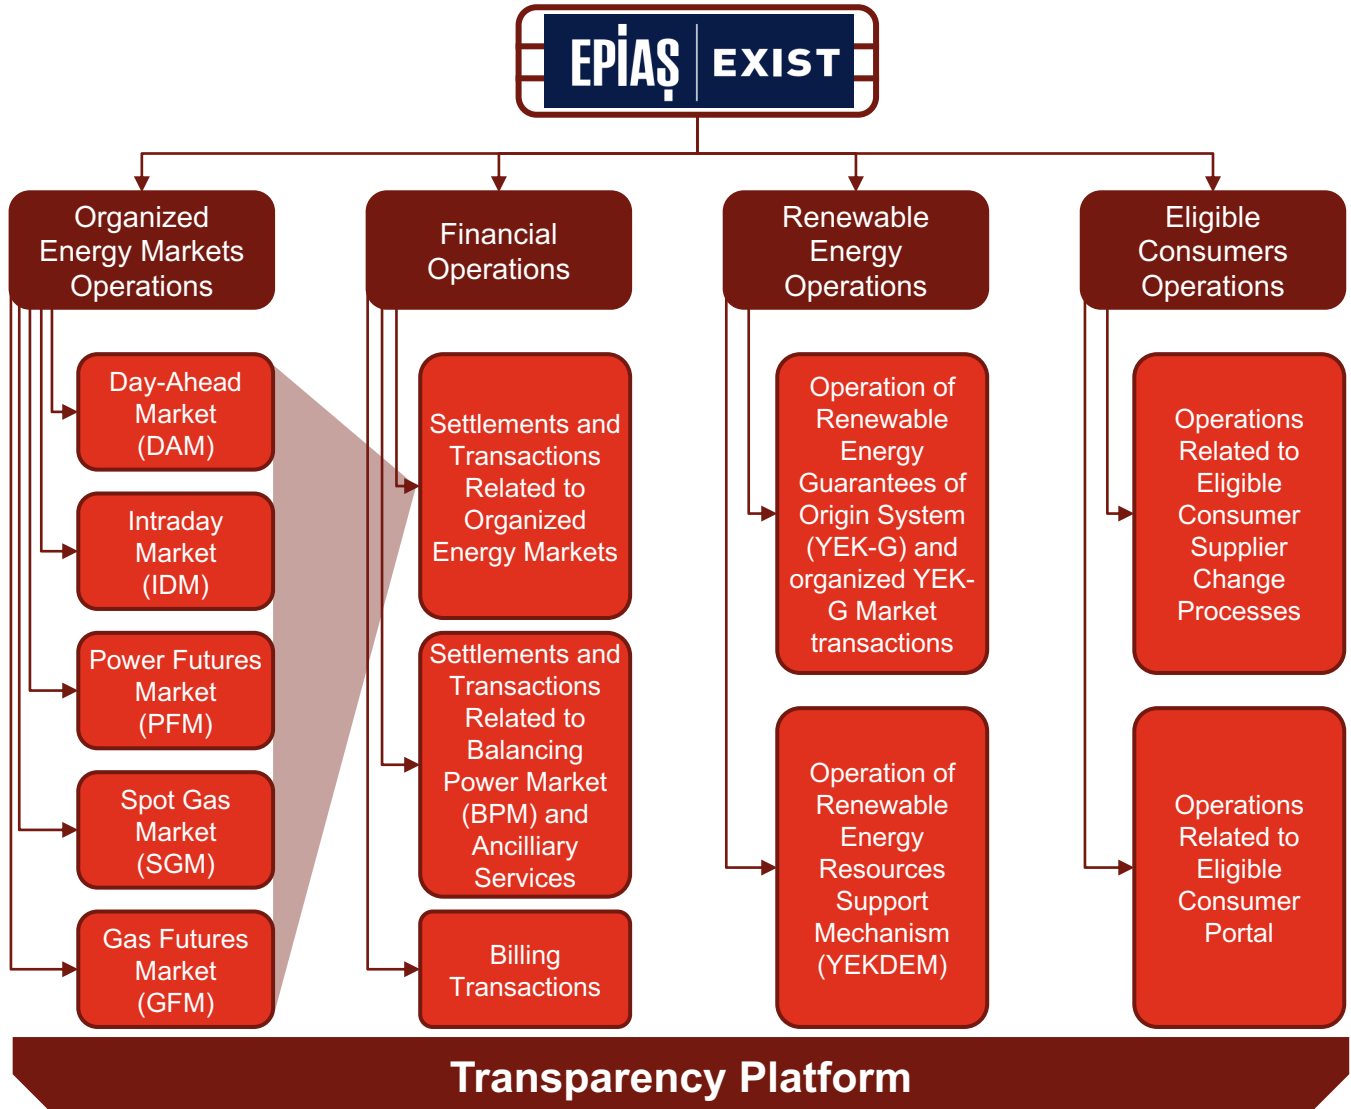 EPİAŞ EXIST
Organized
Energy Markets
Operations
Day-Ahead
Market
(DAM)
Intraday
Market
(IDM)
Power Futures
Market
(PFM)
Spot Gas
Market
(SGM)
Gas Futures
Market
(GFM)
Financial
Operations
Settlements and
Transactions
Related to
Organized
Energy Markets
Settlements and
Transactions
Related to
Balancing
Power Market
(BPM) and
Ancilliary
Services
Billing
Transactions
Renewable
Energy
Operations
Operation of
Renewable
Energy
Guarantees of
Origin System
(YEK-G) and
organized YEK-
G Market
transactions
Operation of
Renewable
Energy
Resources
Support
Mechanism
(YEKDEM)
Eligible
Consumers
Operations
Operations
Related to
Eligible
Consumer
Supplier
Change
Processes
Operations
Related to
Eligible
Consumer
Portal
Transparency Platform